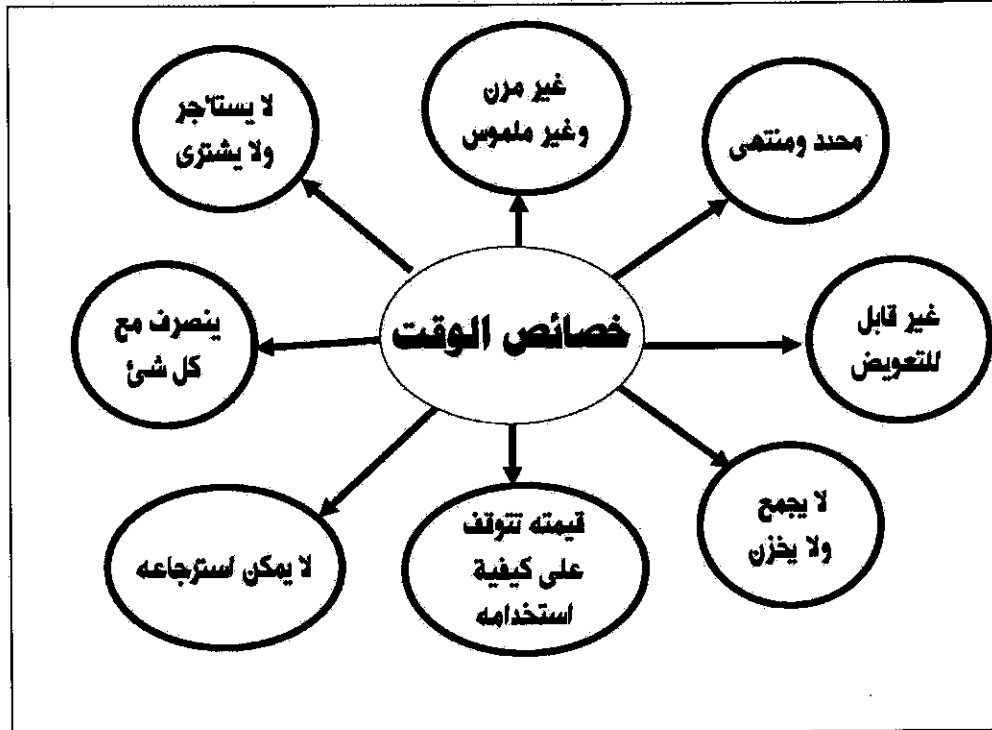 خصائص الوقت
غير مرن
وغير ملموس
محدد ومنتهى
غير قابل
للتعويض
لا يجمع
ولا يخزن
قيمته تتوقف
على كيفية
استخدامه
لا يمكن استرجاعه
ينصرف مع
كل شئ
لا يستأجر
ولا يشترى